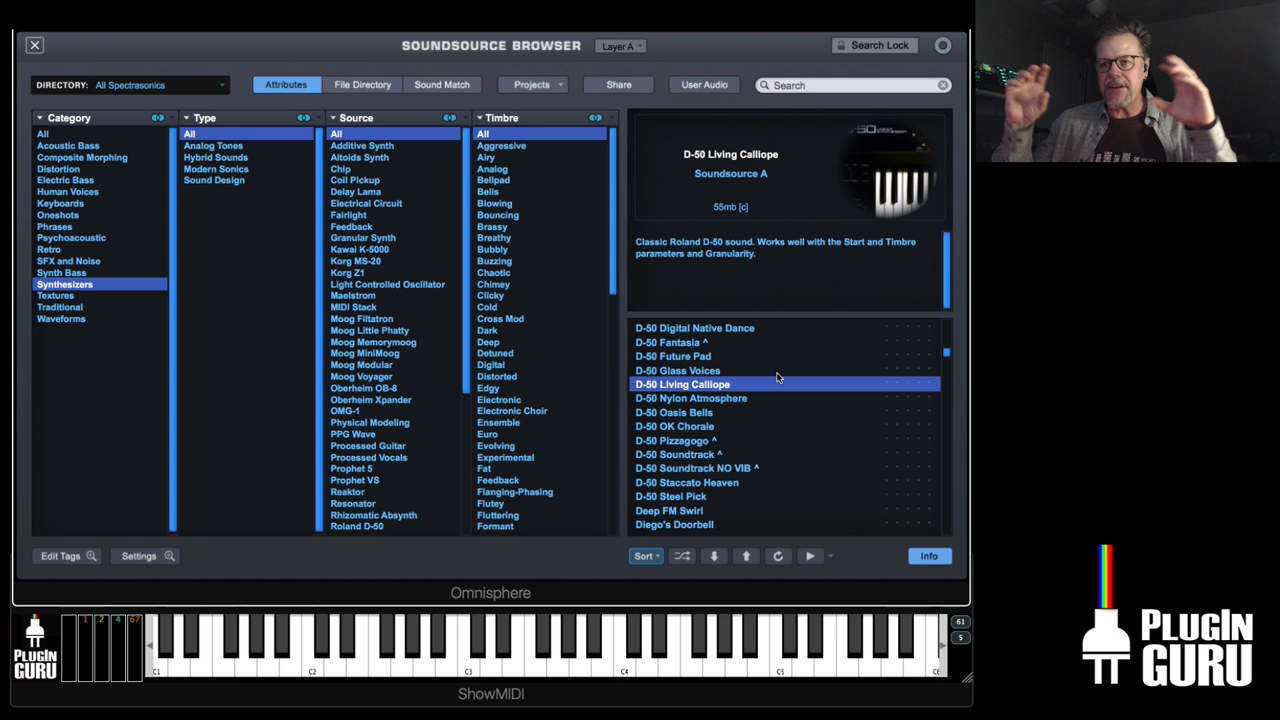 SOUNDSOURCE BROWSER
Layer A
Search Lock
DIRECTORY: All Spectrasonics
Attributes
File Directory
Sound Match
Projects
Share
User Audio
Search
Category
All
Acoustic Bass
Composite Morphing
Distortion
Electric Bass
Human Voices
Keyboards
Oneshots
Phrases
Psychoacoustic
Retro
SFX and Noise
Synth Bass
Synthesizers
Textures
Traditional
Waveforms
Type
All
Analog Tones
Hybrid Sounds
Modern Sonics
Sound Design
Source
All
Additive Synth
Altoids Synth
Chip
Coil Pickup
Delay Lama
Electrical Circuit
Fairlight
Feedback
Granular Synth
Kawai K-5000
Korg MS-20
Korg Z1
Light Controlled Oscillator
Maelstrom
MIDI Stack
Moog Filtatron
Moog Little Phatty
Moog Memorymoog
Moog MiniMoog
Moog Modular
Moog Voyager
Oberheim OB-8
Oberheim Xpander
OMG-1
Physical Modeling
PPG Wave
Processed Guitar
Processed Vocals
Prophet 5
Prophet VS
Reaktor
Resonator
Rhizomatic Absynth
Roland D-50
Timbre
All
Aggressive
Airy
Analog
Bellpad
Bells
Blowing
Bouncing
Brassy
Breathy
Bubbly
Buzzing
Chaotic
Chimey
Clicky
Cold
Cross Mod
Dark
Deep
Detuned
Digital
Distorted
Edgy
Electronic
Electronic Choir
Ensemble
Euro
Evolving
Experimental
Fat
Feedback
Flanging-Phasing
Flutey
Fluttering
Formant
D-50 Living Calliope
Soundsource A
55mb [c]
Classic Roland D-50 sound. Works well with the Start and Timbre
parameters and Granularity.
D-50 Digital Native Dance
D-50 Fantasia ^
D-50 Future Pad
D-50 Glass Voices
D-50 Living Calliope
D-50 Nylon Atmosphere
D-50 Oasis Bells
D-50 OK Chorale
D-50 Pizzagogo ^
D-50 Soundtrack ^
D-50 Soundtrack NO VIB ^
D-50 Staccato Heaven
D-50 Steel Pick
Deep FM Swirl
Diego's Doorbell
Edit Tags
Settings
Sort
Info
Omnisphere
PLUGIN
GURU
1
2
4
67
C1
C2
C3
C4
C5
C6
61
S
ShowMIDI
PLUGIN
GURU